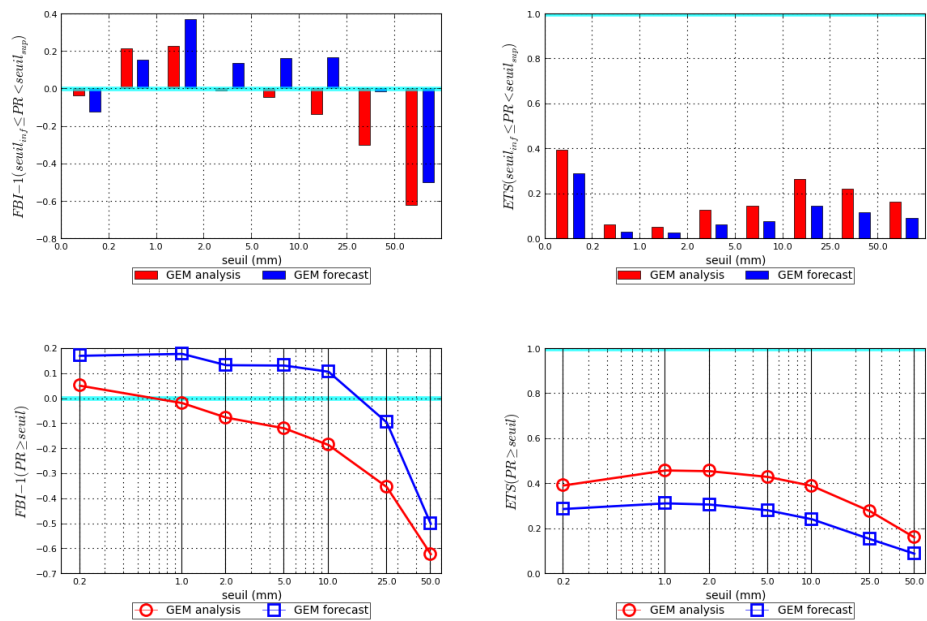 FBI−1(seuil_inf ≤ PR < seuil_sup)
0.4
0.2
0.0
−0.2
−0.4
−0.6
−0.8
0.0 0.2 1.0 2.0 5.0 10.0 25.0 50.0
seuil (mm)
GEM analysis GEM forecast
ETS(seuil_inf ≤ PR < seuil_sup)
1.0
0.8
0.6
0.4
0.2
0.0
0.0 0.2 1.0 2.0 5.0 10.0 25.0 50.0
seuil (mm)
GEM analysis GEM forecast
FBI−1(PR ≥ seuil)
0.2
0.1
0.0
−0.1
−0.2
−0.3
−0.4
−0.5
−0.6
−0.7
0.2 1.0 2.0 5.0 10.0 25.0 50.0
seuil (mm)
GEM analysis GEM forecast
ETS(PR ≥ seuil)
1.0
0.8
0.6
0.4
0.2
0.0
0.2 1.0 2.0 5.0 10.0 25.0 50.0
seuil (mm)
GEM analysis GEM forecast